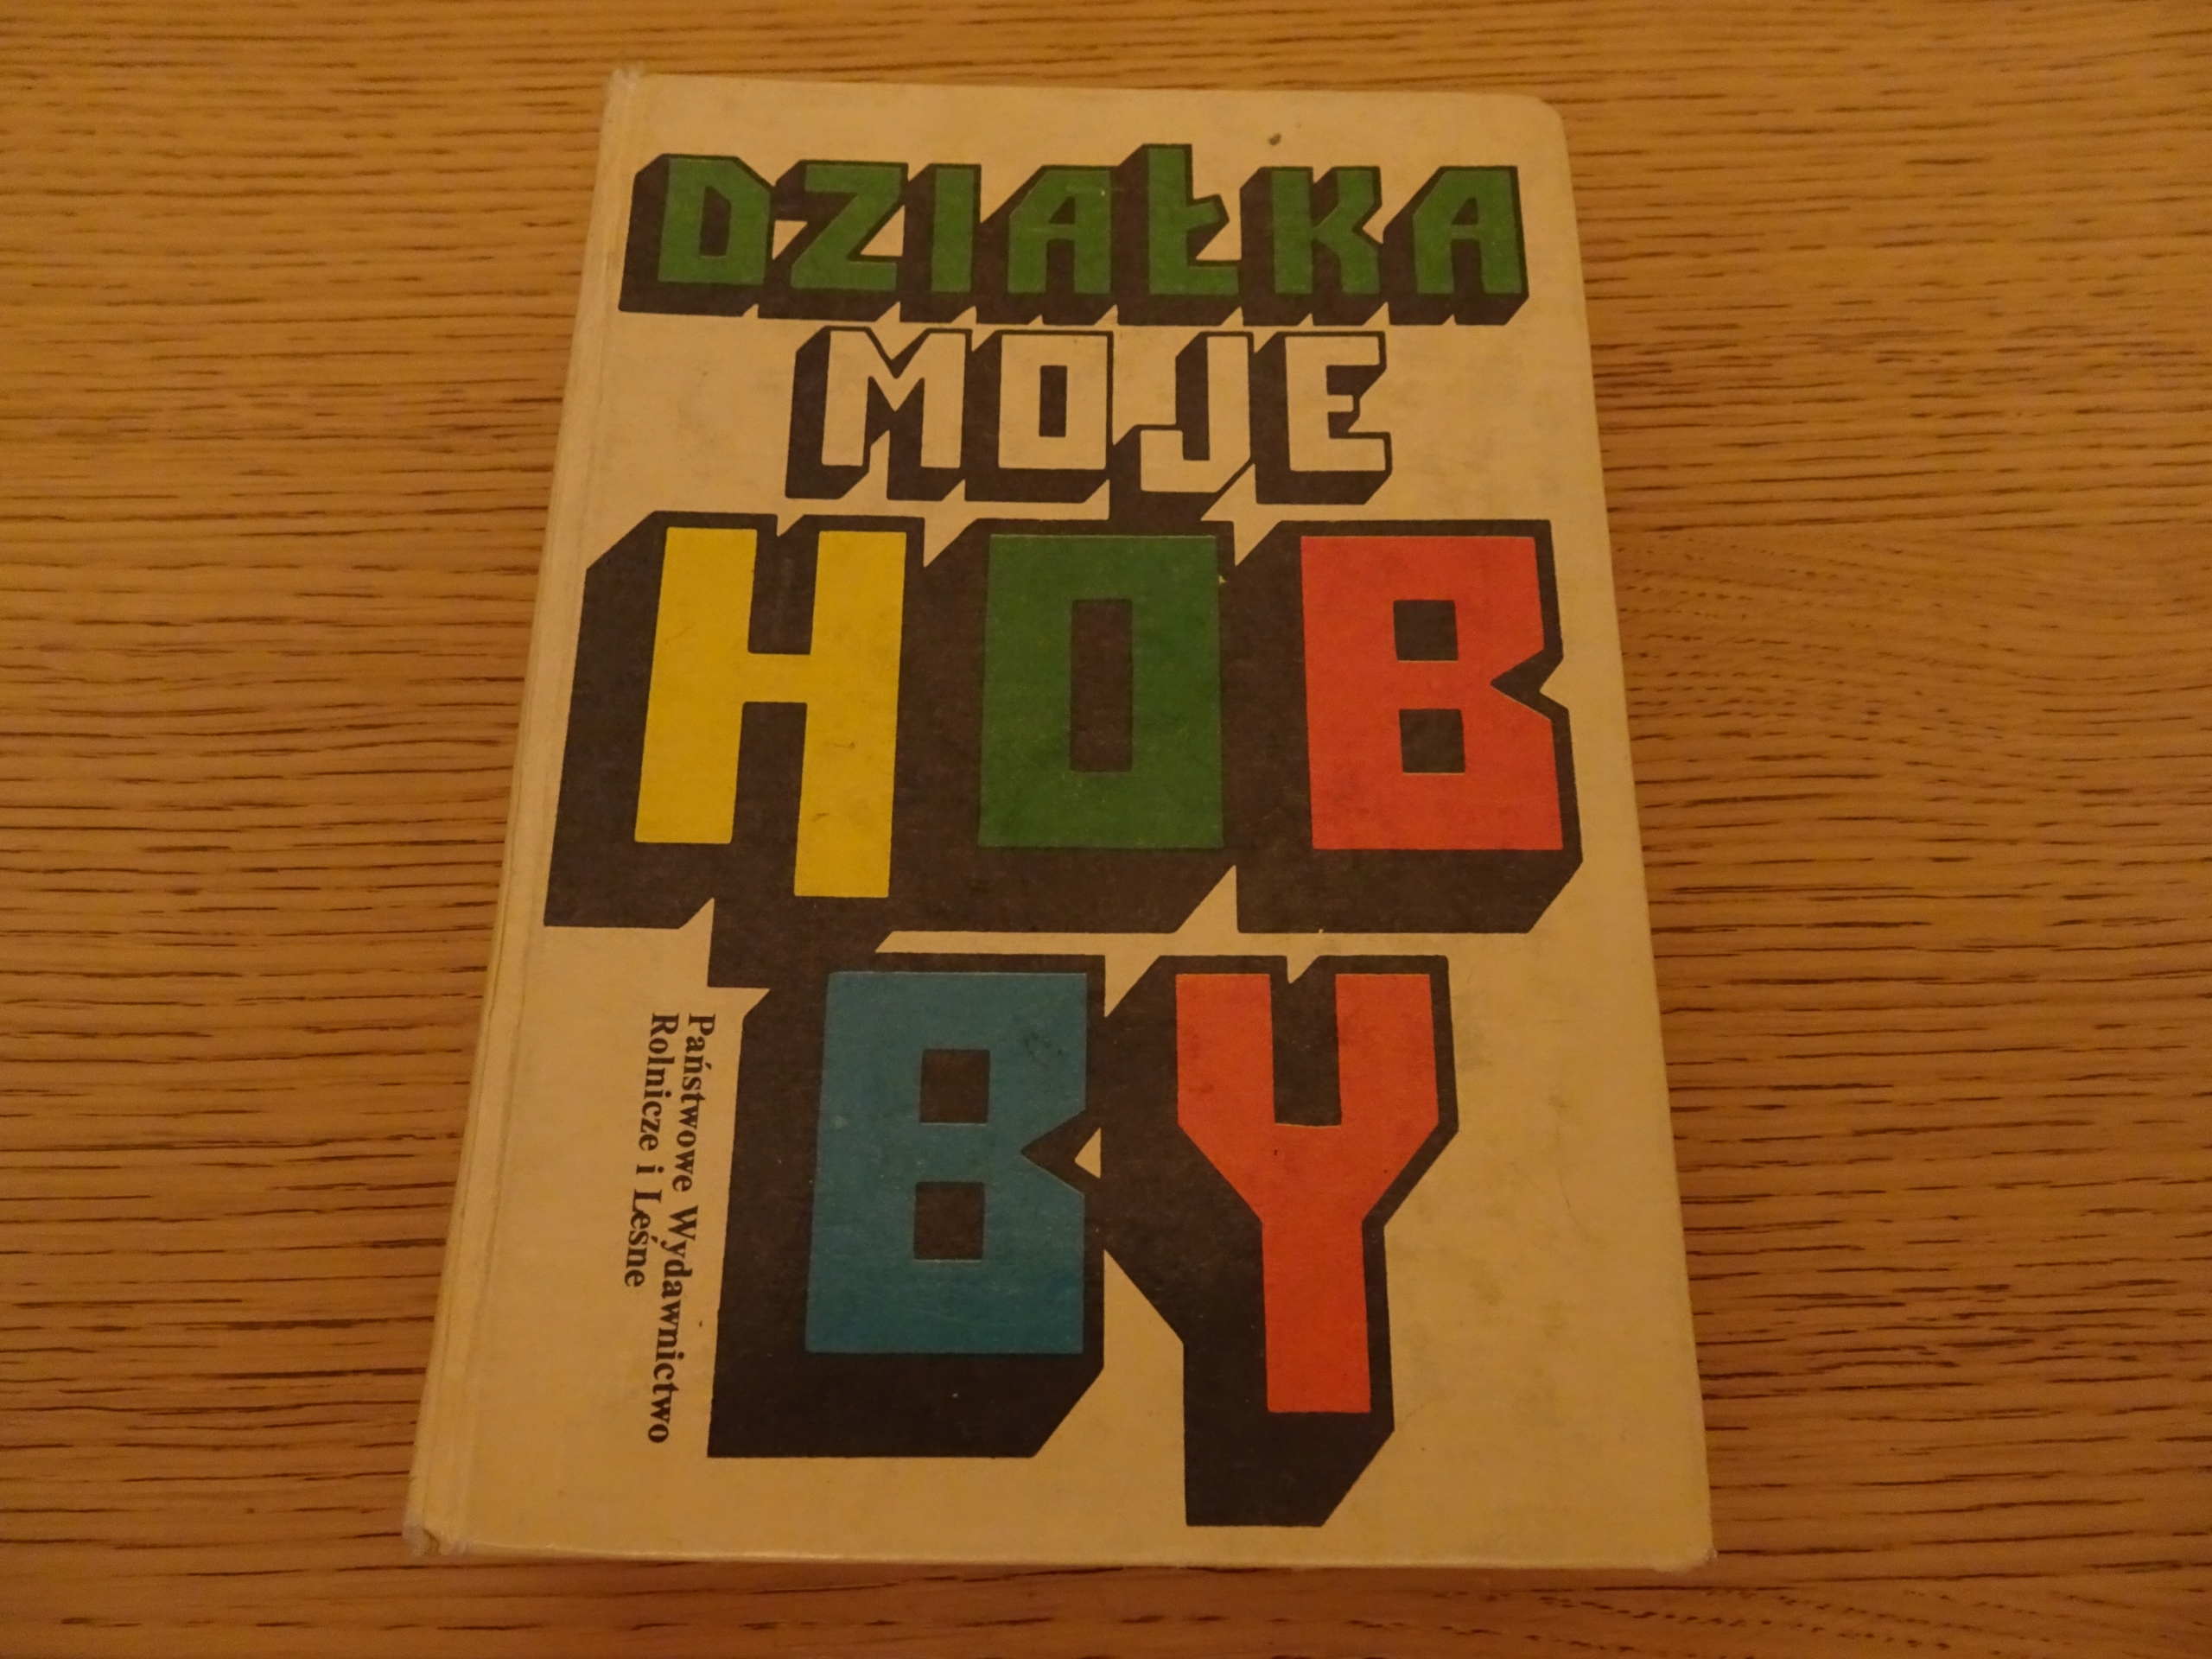 DZIAŁKA
MOJE
HOB
BY
Państwowe Wydawnictwo
Rolnicze i Leśne